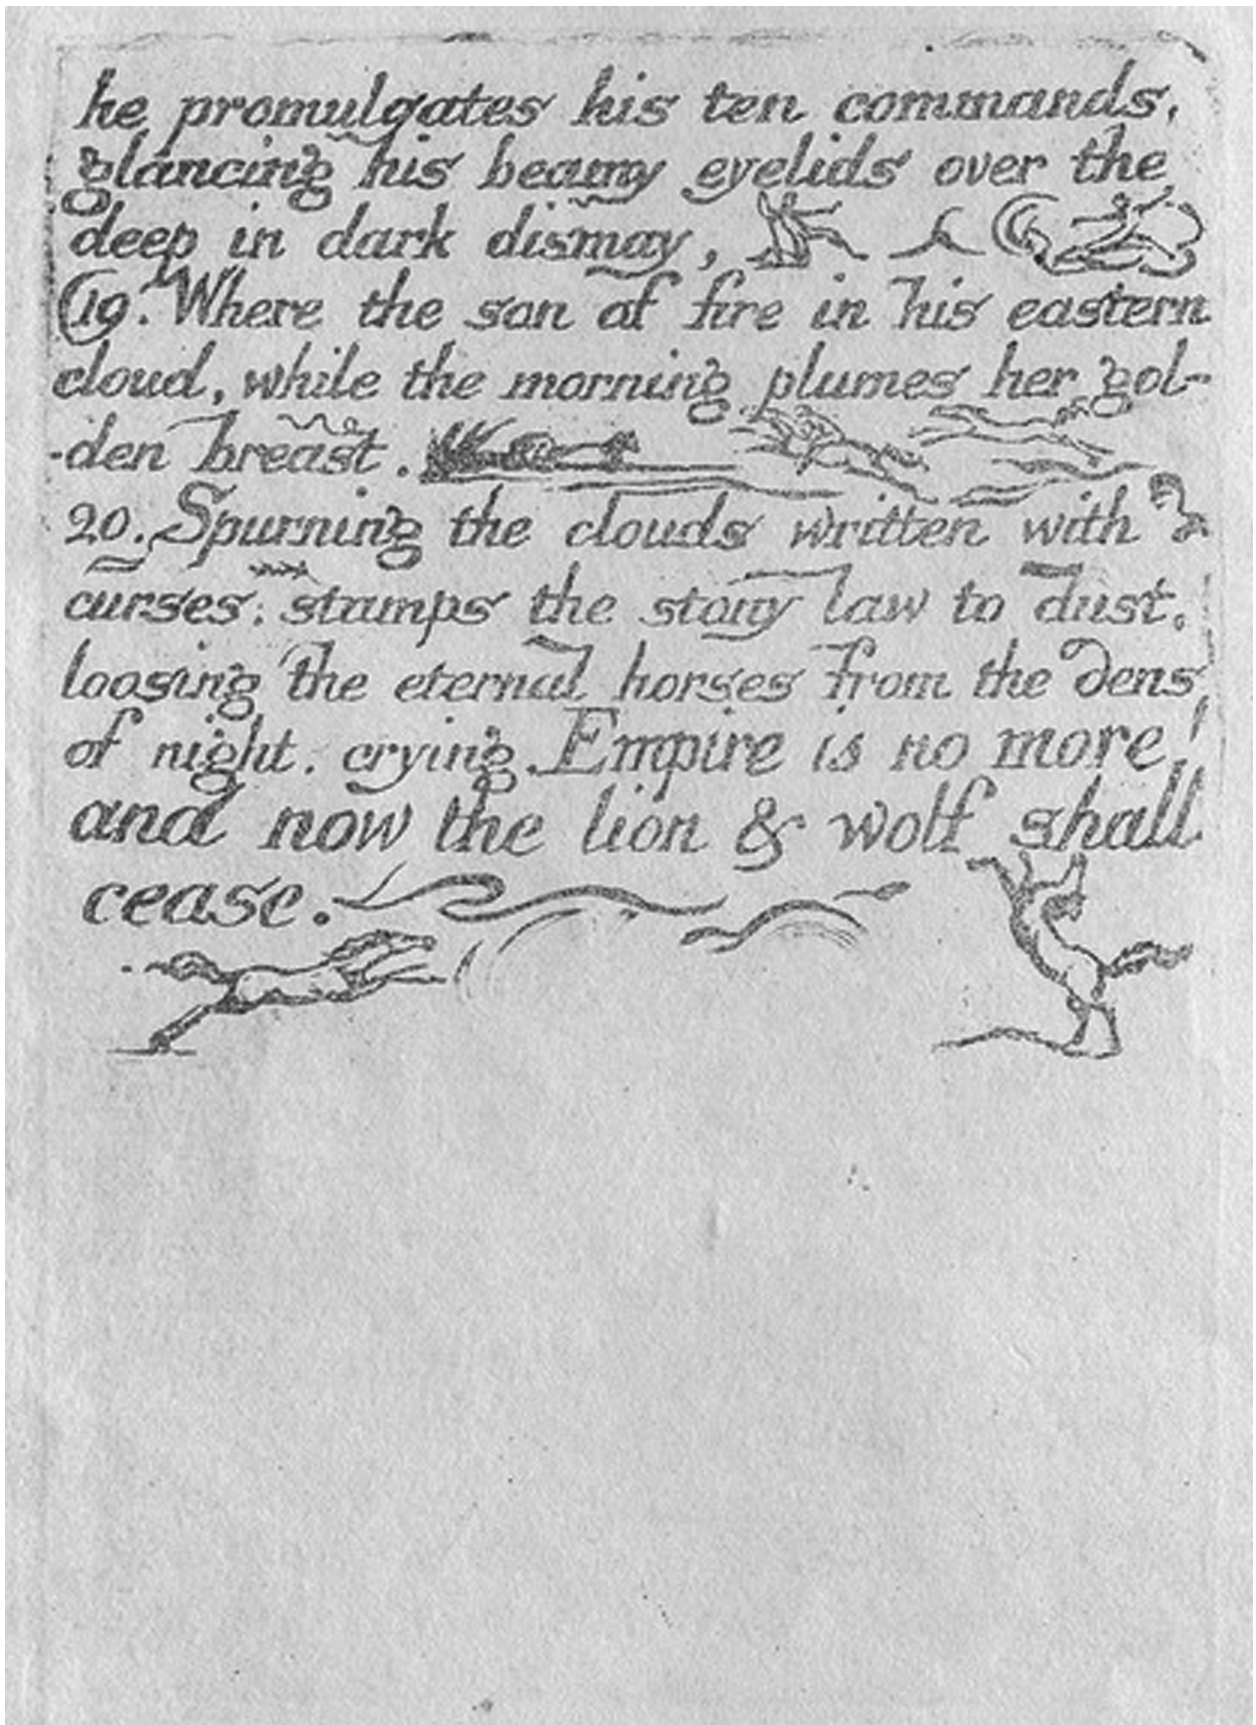 he promulgates his ten commands,
glancing his beamy eyelids over the
deep in dark dismay,
19. Where the son of fire in his eastern
cloud, while the morning plumes her gol-
-den breast.
20. Spurning the clouds written with
curses, stamps the stony law to dust,
loosing the eternal horses from the dens
of night, crying Empire is no more!
and now the lion & wolf shall
cease.